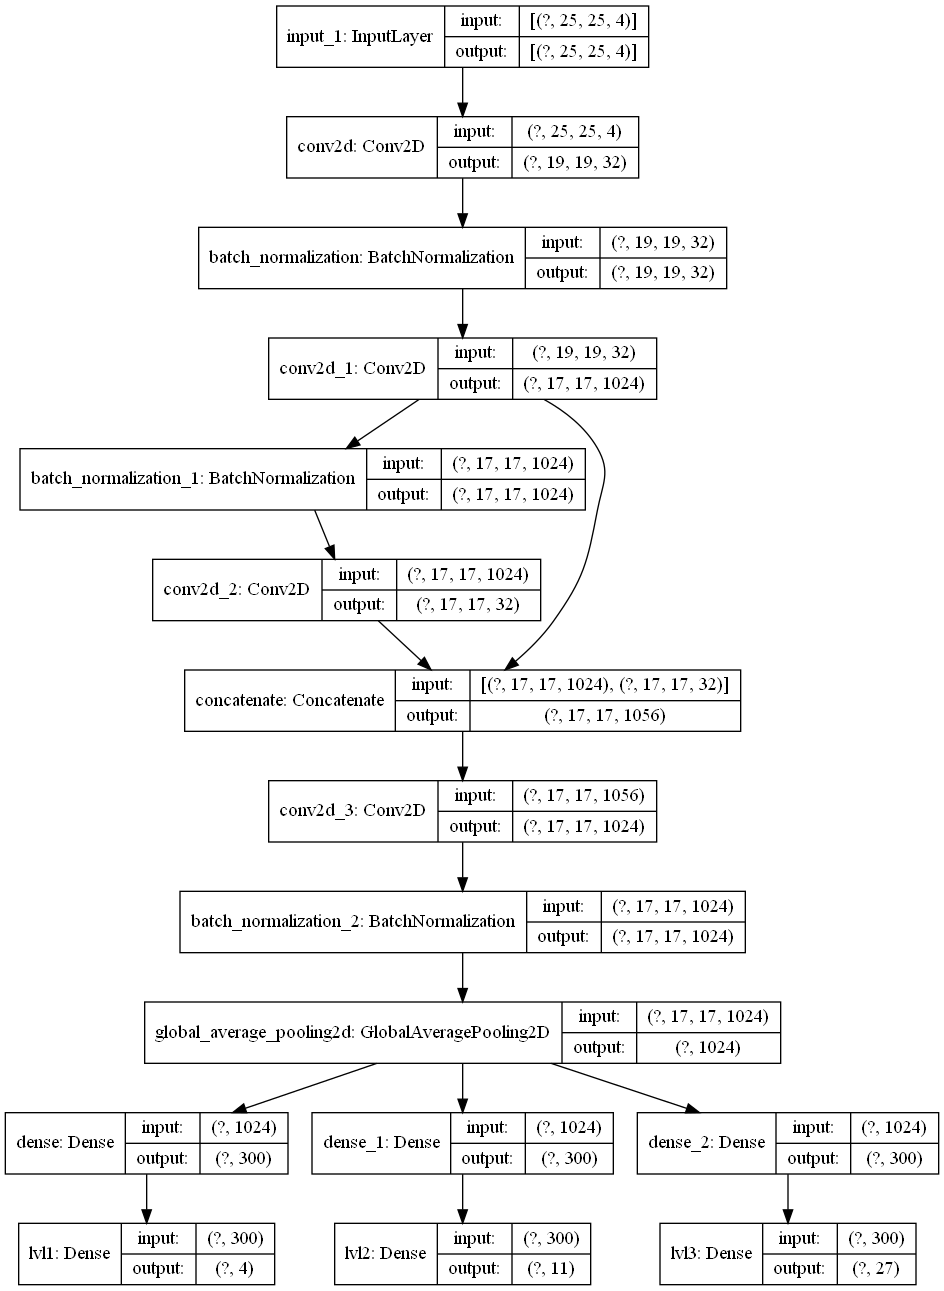 input_1: InputLayer
input: [(?, 25, 25, 4)]
output: [(?, 25, 25, 4)]
conv2d: Conv2D
input: (?, 25, 25, 4)
output: (?, 19, 19, 32)
batch_normalization: BatchNormalization
input: (?, 19, 19, 32)
output: (?, 19, 19, 32)
conv2d_1: Conv2D
input: (?, 19, 19, 32)
output: (?, 17, 17, 1024)
batch_normalization_1: BatchNormalization
input: (?, 17, 17, 1024)
output: (?, 17, 17, 1024)
conv2d_2: Conv2D
input: (?, 17, 17, 1024)
output: (?, 17, 17, 32)
concatenate: Concatenate
input: [(?, 17, 17, 1024), (?, 17, 17, 32)]
output: (?, 17, 17, 1056)
conv2d_3: Conv2D
input: (?, 17, 17, 1056)
output: (?, 17, 17, 1024)
batch_normalization_2: BatchNormalization
input: (?, 17, 17, 1024)
output: (?, 17, 17, 1024)
global_average_pooling2d: GlobalAveragePooling2D
input: (?, 17, 17, 1024)
output: (?, 1024)
dense: Dense
input: (?, 1024)
output: (?, 300)
dense_1: Dense
input: (?, 1024)
output: (?, 300)
dense_2: Dense
input: (?, 1024)
output: (?, 300)
lvl1: Dense
input: (?, 300)
output: (?, 4)
lvl2: Dense
input: (?, 300)
output: (?, 11)
lvl3: Dense
input: (?, 300)
output: (?, 27)